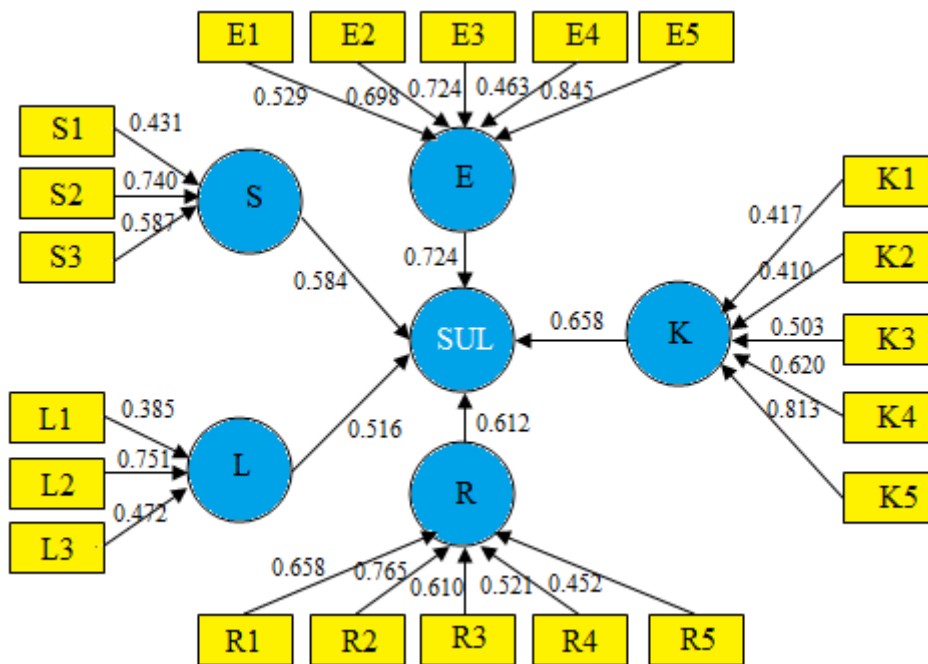 E1 E2 E3 E4 E5
0.529 0.698 0.724 0.463 0.845
S1 0.431
S2 0.740
S3 0.587
S
E
0.584
0.724
SUL
0.658
K
0.417 K1
0.410 K2
0.503 K3
0.620 K4
0.813 K5
L1 0.385
L2 0.751
L3 0.472
L
0.516
0.612
R
0.658 0.765 0.610 0.521 0.452
R1 R2 R3 R4 R5